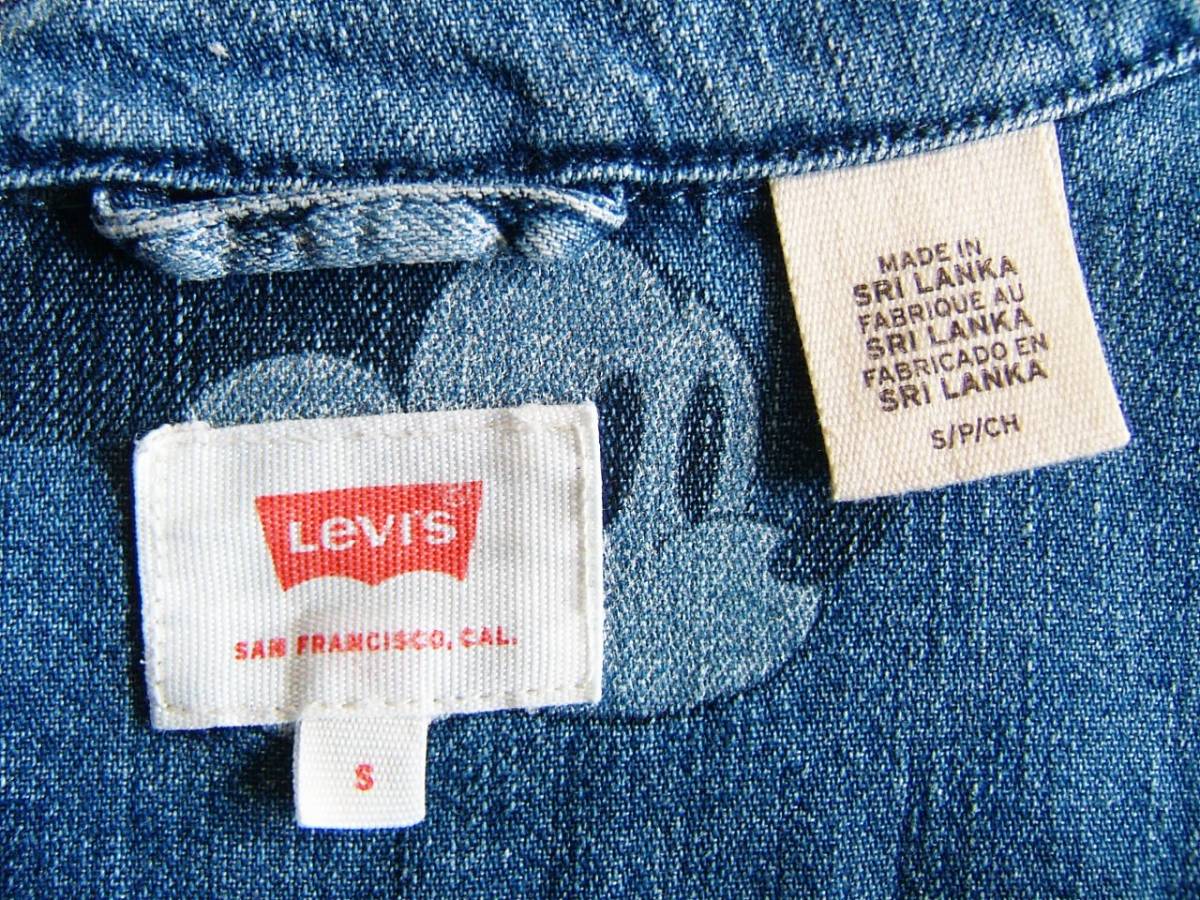 MADE IN
SRI LANKA
FABRIQUE AU
SRI LANKA
FABRICADO EN
SRI LANKA
S/P/CH
Levi's®
SAN FRANCISCO, CAL.
S